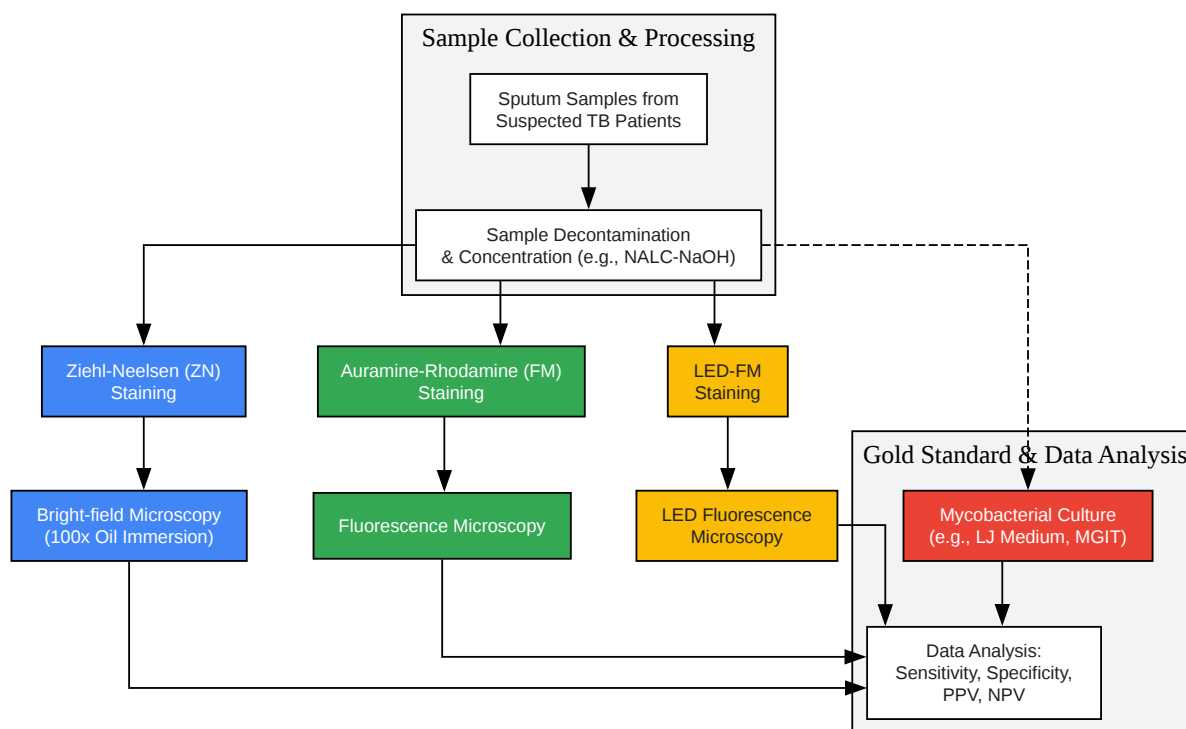 Sample Collection & Processing
Sputum Samples from
Suspected TB Patients
Sample Decontamination
& Concentration (e.g., NALC-NaOH)
Ziehl-Neelsen (ZN)
Staining
Auramine-Rhodamine (FM)
Staining
LED-FM
Staining
Gold Standard & Data Analysis
Bright-field Microscopy
(100x Oil Immersion)
Fluorescence Microscopy
LED Fluorescence
Microscopy
Mycobacterial Culture
(e.g., LJ Medium, MGIT)
Data Analysis:
Sensitivity, Specificity,
PPV, NPV